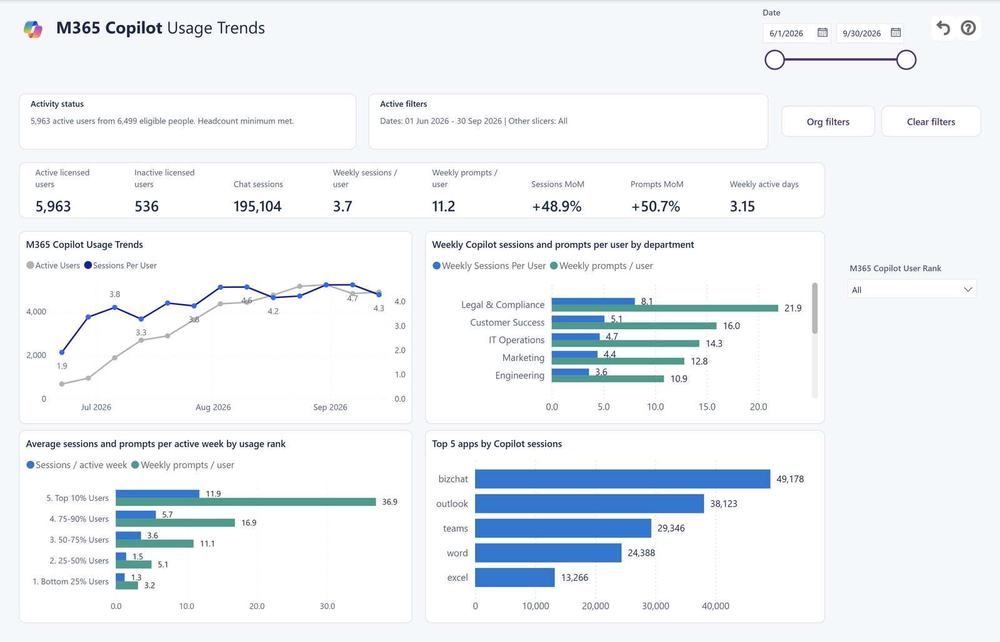 M365 Copilot Usage Trends
Date
6/1/2026
9/30/2026
Activity status
5,963 active users from 6,499 eligible people. Headcount minimum met.
Active filters
Dates: 01 Jun 2026 - 30 Sep 2026 | Other slicers: All
Org filters
Clear filters
Active licensed users
5,963
Inactive licensed users
536
Chat sessions
195,104
Weekly sessions / user
3.7
Weekly prompts / user
11.2
Sessions MoM
+48.9%
Prompts MoM
+50.7%
Weekly active days
3.15
M365 Copilot Usage Trends
Active Users
Sessions Per User
4,000
2,000
0
1.9
3.8
3.3
3.8
4.6
4.2
4.7
4.3
4.0
3.0
2.0
1.0
0.0
Jul 2026
Aug 2026
Sep 2026
Weekly Copilot sessions and prompts per user by department
Weekly Sessions Per User
Weekly prompts / user
Legal & Compliance
8.1
21.9
Customer Success
5.1
16.0
IT Operations
4.7
14.3
Marketing
4.4
12.8
Engineering
3.6
10.9
0.0
5.0
10.0
15.0
20.0
M365 Copilot User Rank
All
Average sessions and prompts per active week by usage rank
Sessions / active week
Weekly prompts / user
5. Top 10% Users
11.9
36.9
4. 75-90% Users
5.7
16.9
3. 50-75% Users
3.6
11.1
2. 25-50% Users
1.5
5.1
1. Bottom 25% Users
1.3
3.2
0.0
10.0
20.0
30.0
Top 5 apps by Copilot sessions
bizchat
49,178
outlook
38,123
teams
29,346
word
24,388
excel
13,266
0
10,000
20,000
30,000
40,000